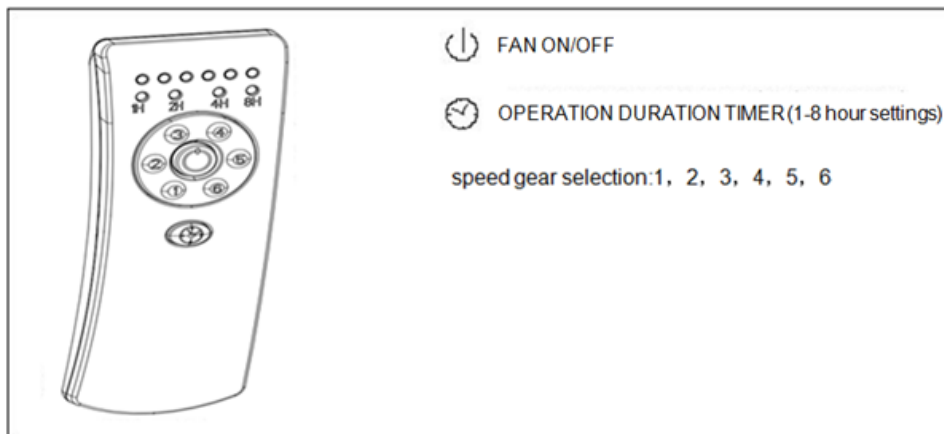 FAN ON/OFF
1H 2H 4H 8H
OPERATION DURATION TIMER (1-8 hour settings)
3 4
2 5
1 6
speed gear selection:1, 2, 3, 4, 5, 6